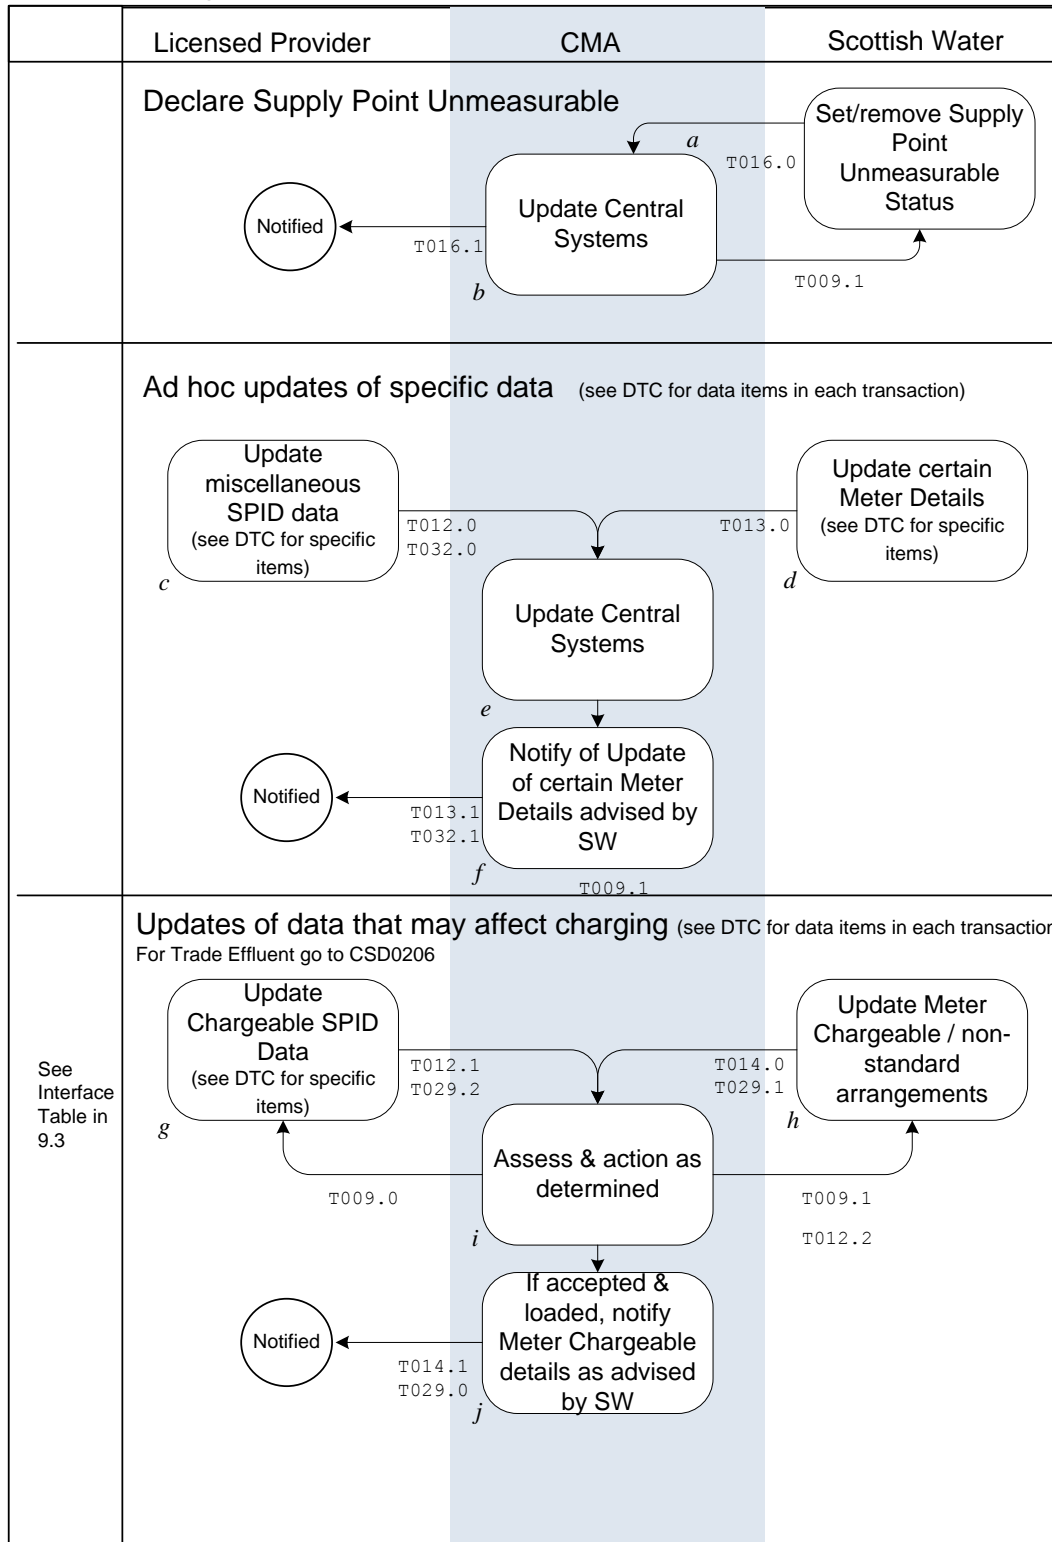 Licensed Provider
CMA
Scottish Water
Declare Supply Point Unmeasurable
Set/remove Supply
Point
Unmeasurable
Status
a
T016.0
Update Central
Systems
Notified
T016.1
b
T009.1
Ad hoc updates of specific data (see DTC for data items in each transaction)
Update
miscellaneous
SPID data
(see DTC for specific
items)
c
T012.0
T032.0
T013.0
Update certain
Meter Details
(see DTC for specific
items)
d
Update Central
Systems
e
Notify of Update
of certain Meter
Details advised by
SW
Notified
T013.1
T032.1
f
T009.1
Updates of data that may affect charging (see DTC for data items in each transaction
For Trade Effluent go to CSD0206
See
Interface
Table in
9.3
Update
Chargeable SPID
Data
(see DTC for specific
items)
g
T012.1
T029.2
T014.0
T029.1
Update Meter
Chargeable / non-
standard
arrangements
h
Assess & action as
determined
T009.0
i
T009.1
T012.2
If accepted &
loaded, notify
Meter Chargeable
details as advised
by SW
Notified
T014.1
T029.0
j